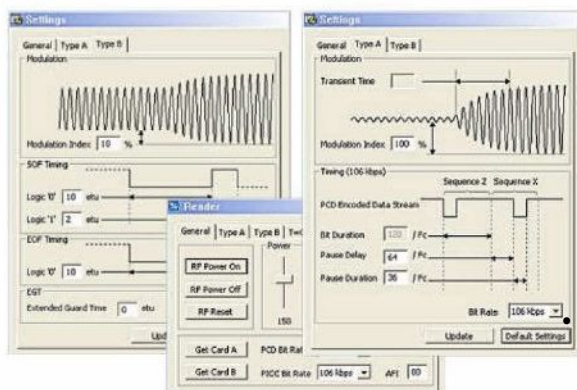 Settings
General Type A Type B
Modulation
Modulation Index 10 %
SOF Timing
Logic '0' 10 etu
Logic '1' 2 etu
EOF Timing
Logic '0' 10 etu
EGT
Extended Guard Time 0 etu
Reader
General Type A Type B
RF Power On
RF Power Off
RF Reset
Power
150
Get Card A
Get Card B
PICC Bit Rate 106 kbps AFI 00
Settings
General Type A Type B
Modulation
Transient Time
Modulation Index 100 %
Timing (106 kbps)
Sequence Z Sequence X
PCD Encoded Data Stream
Bit Duration 128 / Fc
Pause Delay 64 / Fc
Pause Duration 36 / Fc
Bit Rate 106 kbps
Update Default Settings